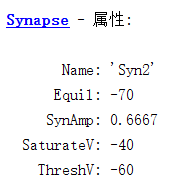 Synapse - 属性:
Name: 'Syn2'
Equil: -70
SynAmp: 0.6667
SaturateV: -40
ThreshV: -60